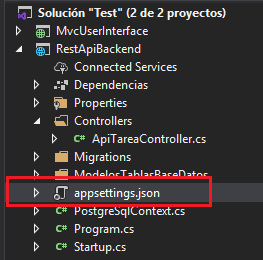 Solución "Test" (2 de 2 proyectos)
MvcUserInterface
RestApiBackend
Connected Services
Dependencias
Properties
Controllers
ApiTareaController.cs
Migrations
ModelosTablasBaseDatos
appsettings.json
PostgreSqlContext.cs
Program.cs
Startup.cs